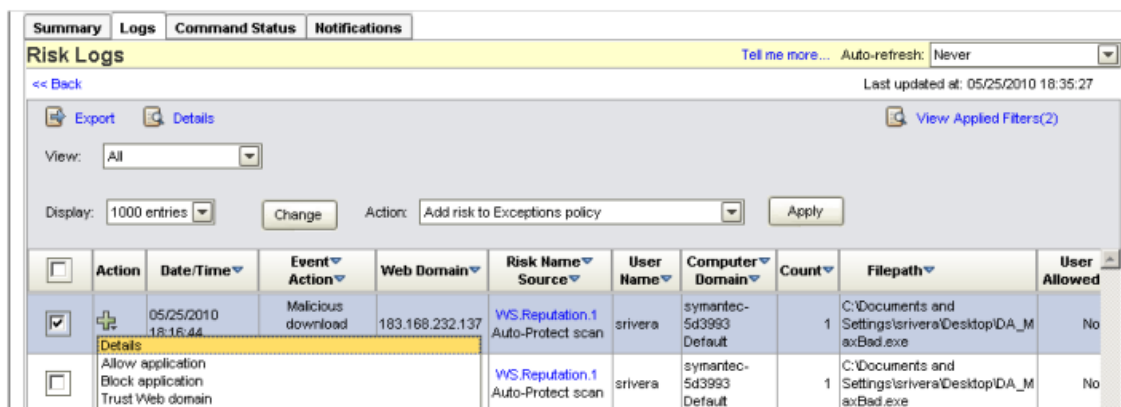 Summary Logs Command Status Notifications
Risk Logs Tell me more... Auto-refresh: Never
<< Back Last updated at: 05/25/2010 18:35:27
Export Details View Applied Filters(2)
View: All
Display: 1000 entries Change Action: Add risk to Exceptions policy Apply
Action Date/Time Event Action Web Domain Risk Name Source User Name Computer Domain Count Filepath User Allowed
05/25/2010 18:16:44 Malicious download 183.168.232.137 WS.Reputation.1 Auto-Protect scan srivera symantec-5d3993 Default 1 C:\Documents and Settings\srivera\Desktop\DA_MaxBad.exe No
Details
Allow application
Block application
Trust Web domain
WS.Reputation.1 Auto-Protect scan srivera symantec-5d3993 Default 1 C:\Documents and Settings\srivera\Desktop\DA_MaxBad.exe No